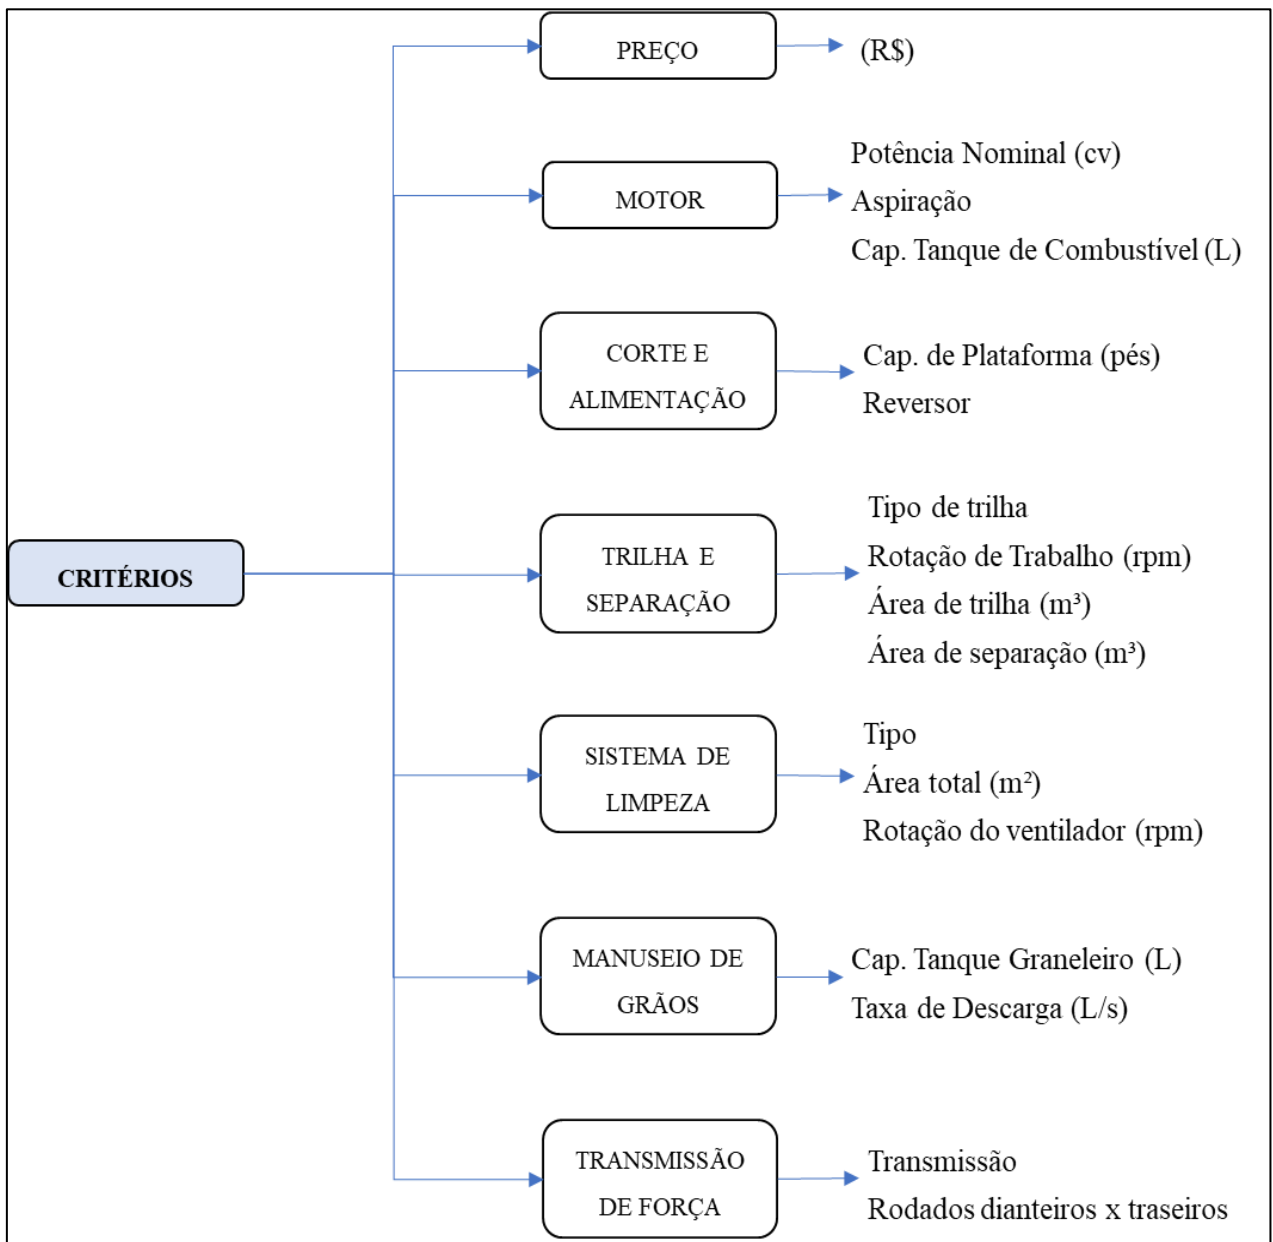 PREÇO
(R$)
MOTOR
Potência Nominal (cv)
Aspiração
Cap. Tanque de Combustível (L)
CORTE E
ALIMENTAÇÃO
Cap. de Plataforma (pés)
Reversor
CRITÉRIOS
TRILHA E
SEPARAÇÃO
Tipo de trilha
Rotação de Trabalho (rpm)
Área de trilha (m³)
Área de separação (m³)
SISTEMA DE
LIMPEZA
Tipo
Área total (m²)
Rotação do ventilador (rpm)
MANUSEIO DE
GRÃOS
Cap. Tanque Graneleiro (L)
Taxa de Descarga (L/s)
TRANSMISSÃO
DE FORÇA
Transmissão
Rodados dianteiros x traseiros